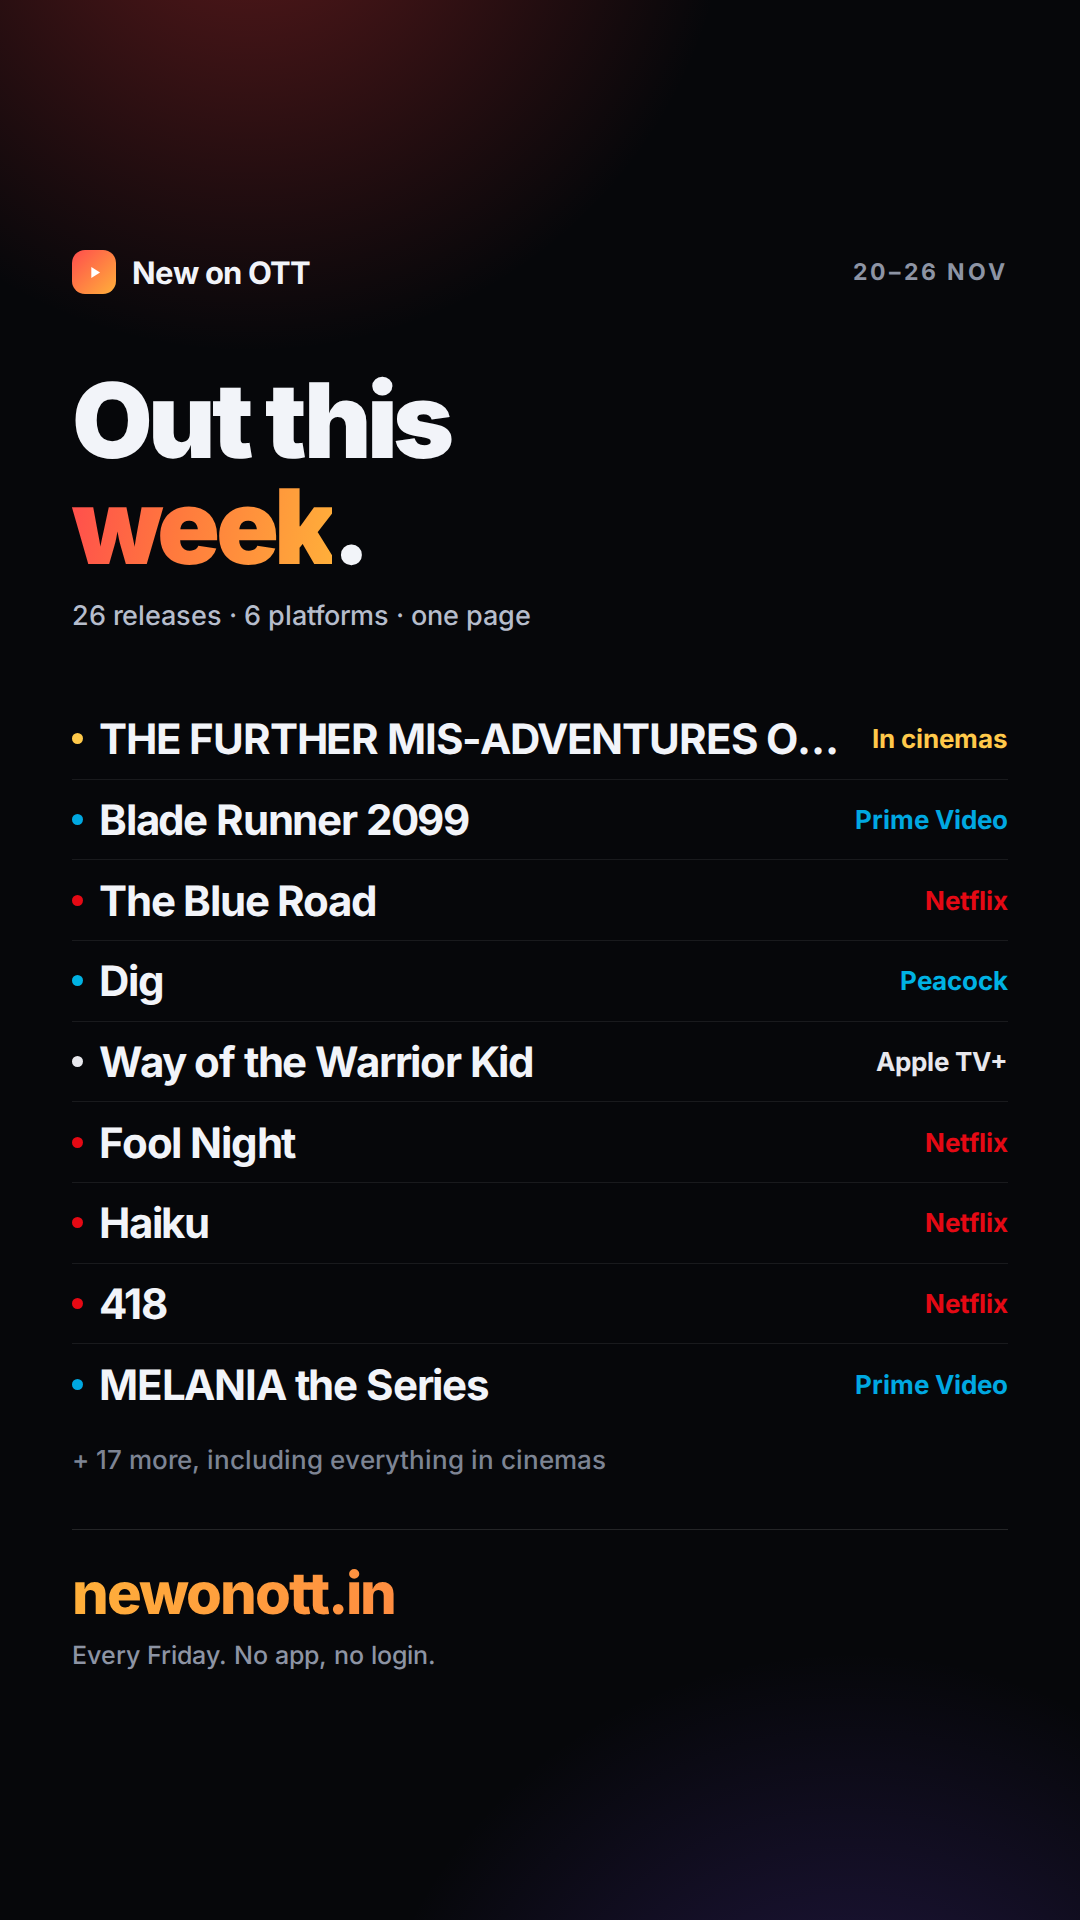 New on OTT
20–26 NOV
Out this
week.
26 releases · 6 platforms · one page
THE FURTHER MIS-ADVENTURES O... In cinemas
Blade Runner 2099 Prime Video
The Blue Road Netflix
Dig Peacock
Way of the Warrior Kid Apple TV+
Fool Night Netflix
Haiku Netflix
418 Netflix
MELANIA the Series Prime Video
+ 17 more, including everything in cinemas
newonott.in
Every Friday. No app, no login.